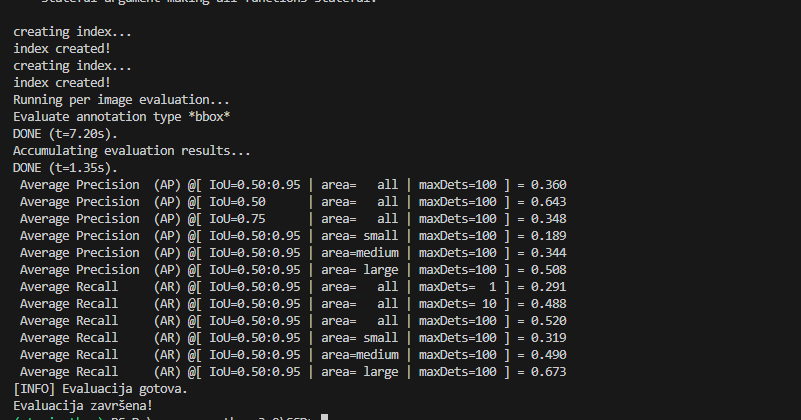 stateful argument making all functions stateful.
creating index...
index created!
creating index...
index created!
Running per image evaluation...
Evaluate annotation type *bbox*
DONE (t=7.20s).
Accumulating evaluation results...
DONE (t=1.35s).
 Average Precision  (AP) @[ IoU=0.50:0.95 | area=   all | maxDets=100 ] = 0.360
 Average Precision  (AP) @[ IoU=0.50      | area=   all | maxDets=100 ] = 0.643
 Average Precision  (AP) @[ IoU=0.75      | area=   all | maxDets=100 ] = 0.348
 Average Precision  (AP) @[ IoU=0.50:0.95 | area= small | maxDets=100 ] = 0.189
 Average Precision  (AP) @[ IoU=0.50:0.95 | area=medium | maxDets=100 ] = 0.344
 Average Precision  (AP) @[ IoU=0.50:0.95 | area= large | maxDets=100 ] = 0.508
 Average Recall     (AR) @[ IoU=0.50:0.95 | area=   all | maxDets=  1 ] = 0.291
 Average Recall     (AR) @[ IoU=0.50:0.95 | area=   all | maxDets= 10 ] = 0.488
 Average Recall     (AR) @[ IoU=0.50:0.95 | area=   all | maxDets=100 ] = 0.520
 Average Recall     (AR) @[ IoU=0.50:0.95 | area= small | maxDets=100 ] = 0.319
 Average Recall     (AR) @[ IoU=0.50:0.95 | area=medium | maxDets=100 ] = 0.490
 Average Recall     (AR) @[ IoU=0.50:0.95 | area= large | maxDets=100 ] = 0.673
[INFO] Evaluacija gotova.
Evaluacija završena!